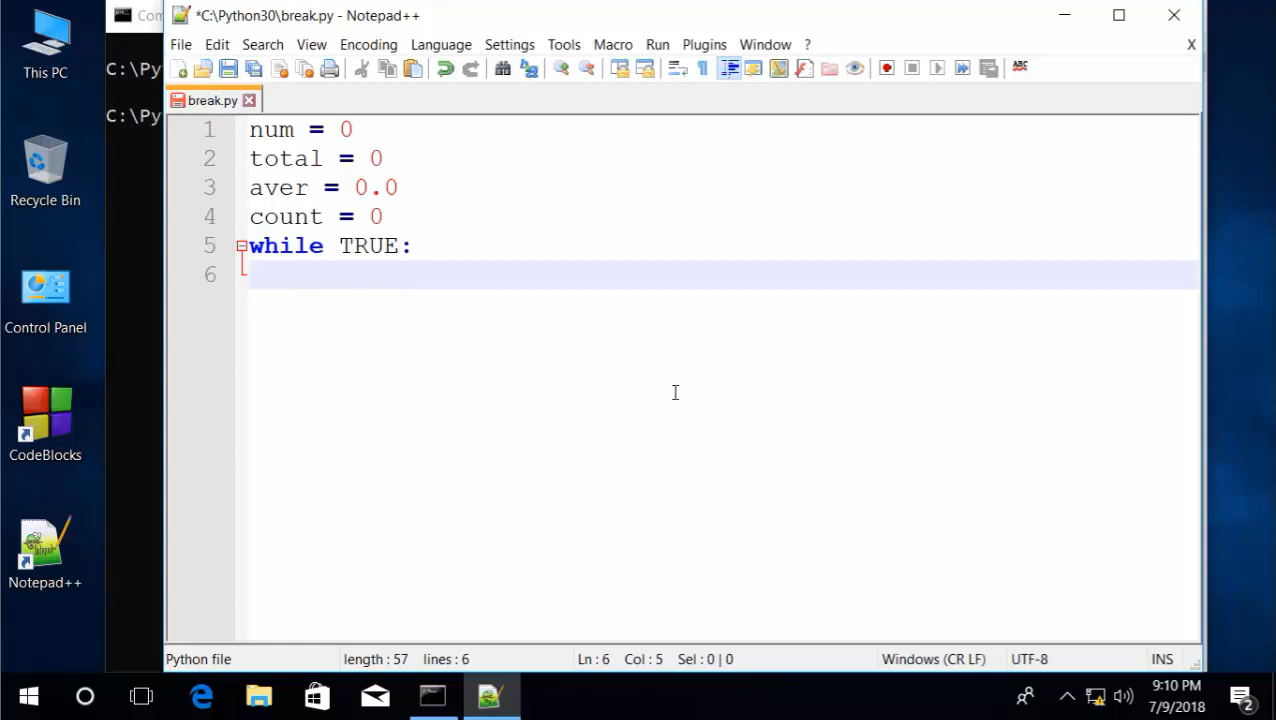 This PC
Recycle Bin
Control Panel
CodeBlocks
Notepad++
Com
C:\Py
C:\Py
*C:\Python30\break.py - Notepad++
File Edit Search View Encoding Language Settings Tools Macro Run Plugins Window ? X
ABC
break.py
1 num = 0
2 total = 0
3 aver = 0.0
4 count = 0
5 while TRUE:
6
Python file length : 57 lines : 6 Ln : 6 Col : 5 Sel : 0 | 0 Windows (CR LF) UTF-8 INS
9:10 PM
7/9/2018
2